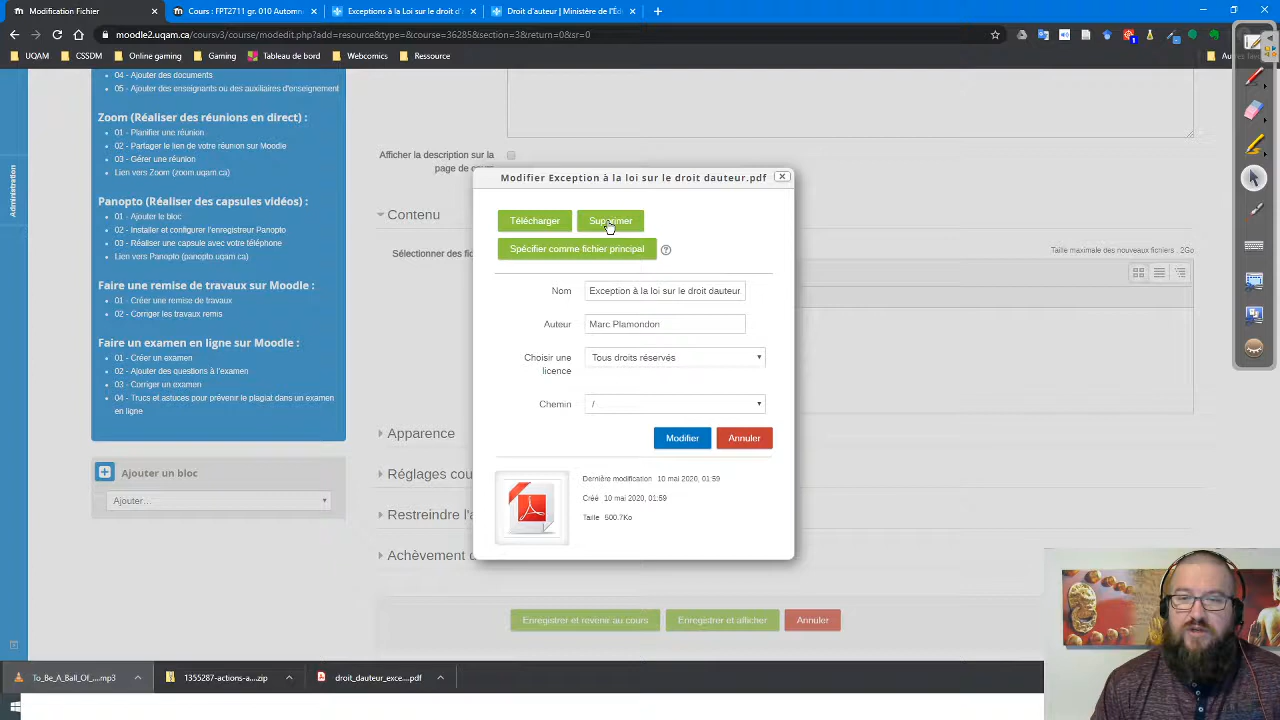 Modification Fichier
Cours : FPT2711 gr. 010 Automn
Exceptions à la Loi sur le droit d'
Droit d'auteur | Ministère de l'Éd
moodle2.uqam.ca/coursv3/course/modedit.php?add=resource&type=&course=36285&section=3&return=0&sr=0
UQAM
CSSDM
Online gaming
Gaming
Tableau de bord
Webcomics
Ressource
Autres favo
04 - Ajouter des documents
05 - Ajouter des enseignants ou des auxiliaires d'enseignement
Zoom (Réaliser des réunions en direct) :
01 - Planifier une réunion
02 - Partager le lien de votre réunion sur Moodle
03 - Gérer une réunion
Lien vers Zoom (zoom.uqam.ca)
Panopto (Réaliser des capsules vidéos) :
01 - Ajouter le bloc
02 - Installer et configurer l'enregistreur Panopto
03 - Réaliser une capsule avec votre téléphone
Lien vers Panopto (panopto.uqam.ca)
Faire une remise de travaux sur Moodle :
01 - Créer une remise de travaux
02 - Corriger les travaux remis
Faire un examen en ligne sur Moodle :
01 - Créer un examen
02 - Ajouter des questions à l'examen
03 - Corriger un examen
04 - Trucs et astuces pour prévenir le plagiat dans un examen
en ligne
Ajouter un bloc
Ajouter...
Administration
Afficher la description sur la
page de cours
Contenu
Sélectionner des fic
Taille maximale des nouveaux fichiers : 2Go
Apparence
Réglages cou
Restreindre l'a
Achèvement d
Enregistrer et revenir au cours
Enregistrer et afficher
Annuler
Modifier Exception à la loi sur le droit dauteur.pdf
Télécharger
Supprimer
Spécifier comme fichier principal
Nom
Exception à la loi sur le droit dauteur.
Auteur
Marc Plamondon
Choisir une
licence
Tous droits réservés
Chemin
/
Modifier
Annuler
Dernière modification 10 mai 2020, 01:59
Créé 10 mai 2020, 01:59
Taille 500.7Ko
To_Be_A_Ball_Of_....mp3
1355287-actions-a....zip
droit_dauteur_exce....pdf